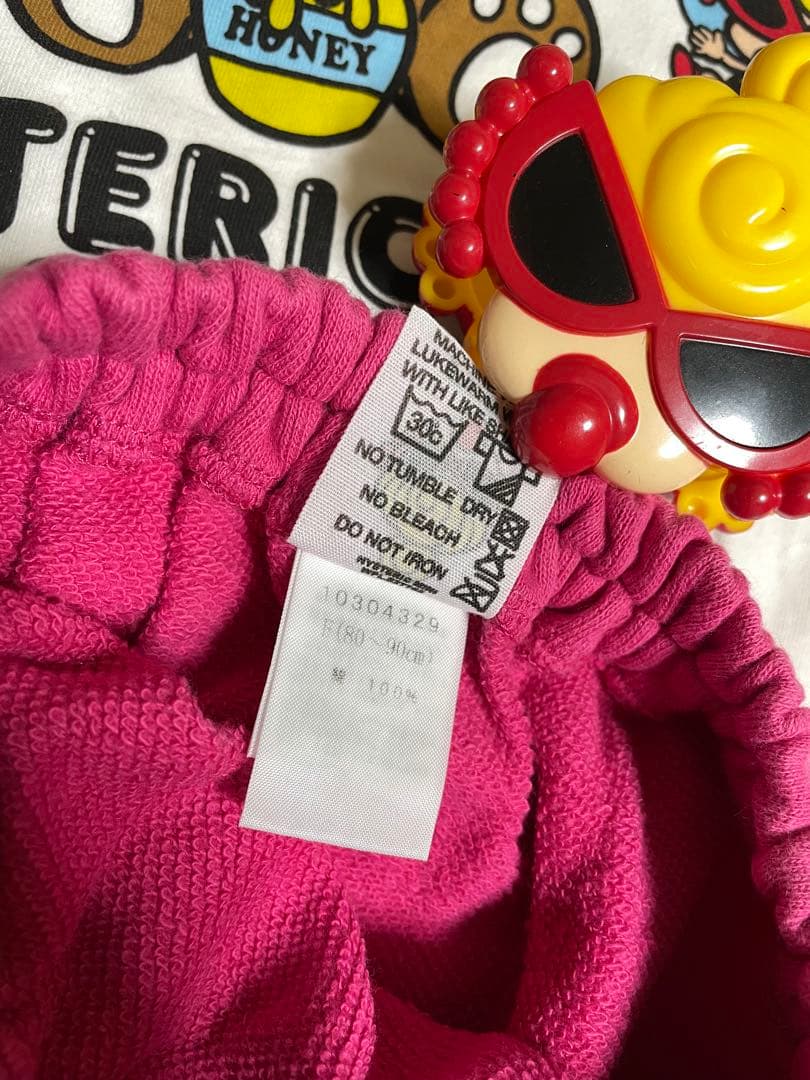 HONEY
TERIC
MACHINE
LUKEWARM
WITH LIKE
30c
NO TUMBLE DRY
NO BLEACH
DO NOT IRON
10304329
F(80～90cm)
綿 100%